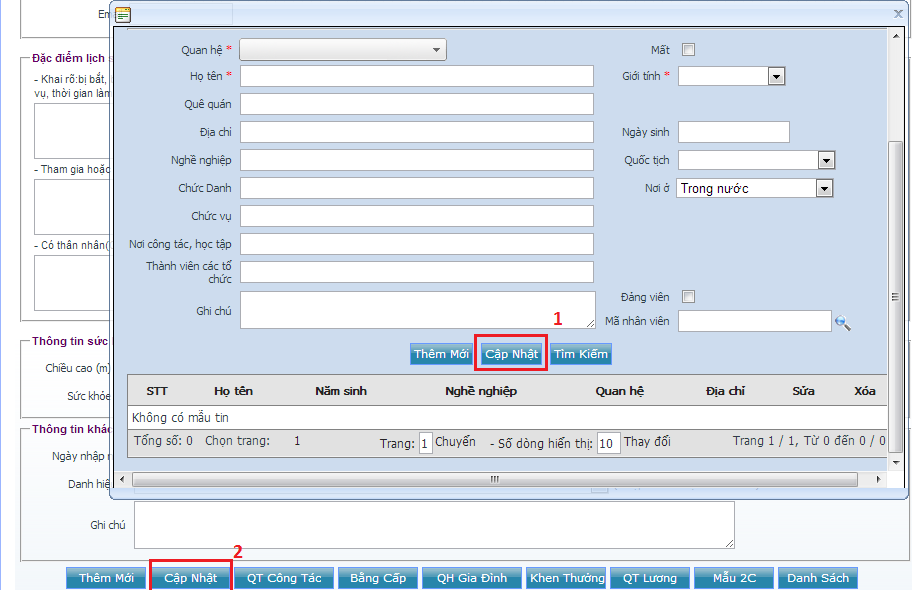 Em
Đặc điểm lịch s
- Khai rõ:bị bắt,
vụ, thời gian làm
- Tham gia hoặc
- Có thân nhân(
Thông tin sức
Chiều cao (m)
Sức khỏe
Thông tin khác
Ngày nhập n
Danh hiệ
Ghi chú
x
Quan hệ * Mất
Họ tên * Giới tính *
Quê quán
Địa chỉ Ngày sinh
Nghề nghiệp Quốc tịch
Chức Danh Nơi ở Trong nước
Chức vụ
Nơi công tác, học tập
Thành viên các tổ
chức
Ghi chú Đảng viên
Mã nhân viên
1
Thêm Mới Cập Nhật Tìm Kiếm
STT Họ tên Năm sinh Nghề nghiệp Quan hệ Địa chỉ Sửa Xóa
Không có mẫu tin
Tổng số: 0 Chọn trang: 1 Trang: 1 Chuyển - Số dòng hiển thị: 10 Thay đổi Trang 1 / 1, Từ 0 đến 0 / 0
2
Thêm Mới Cập Nhật QT Công Tác Bằng Cấp QH Gia Đình Khen Thưởng QT Lương Mẫu 2C Danh Sách